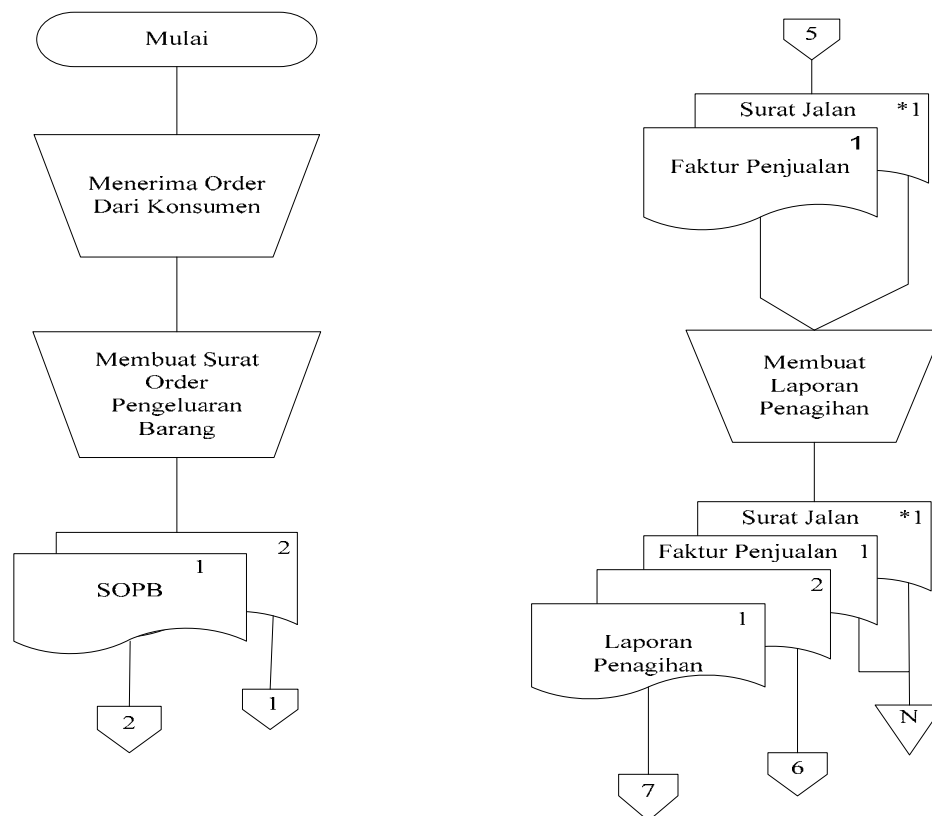 Mulai
Menerima Order
Dari Konsumen
Membuat Surat
Order
Pengeluaran
Barang
2
1
SOPB
2
1
5
Surat Jalan *1
1
Faktur Penjualan
Membuat
Laporan
Penagihan
Surat Jalan *1
Faktur Penjualan 1
2
1
Laporan
Penagihan
N
6
7